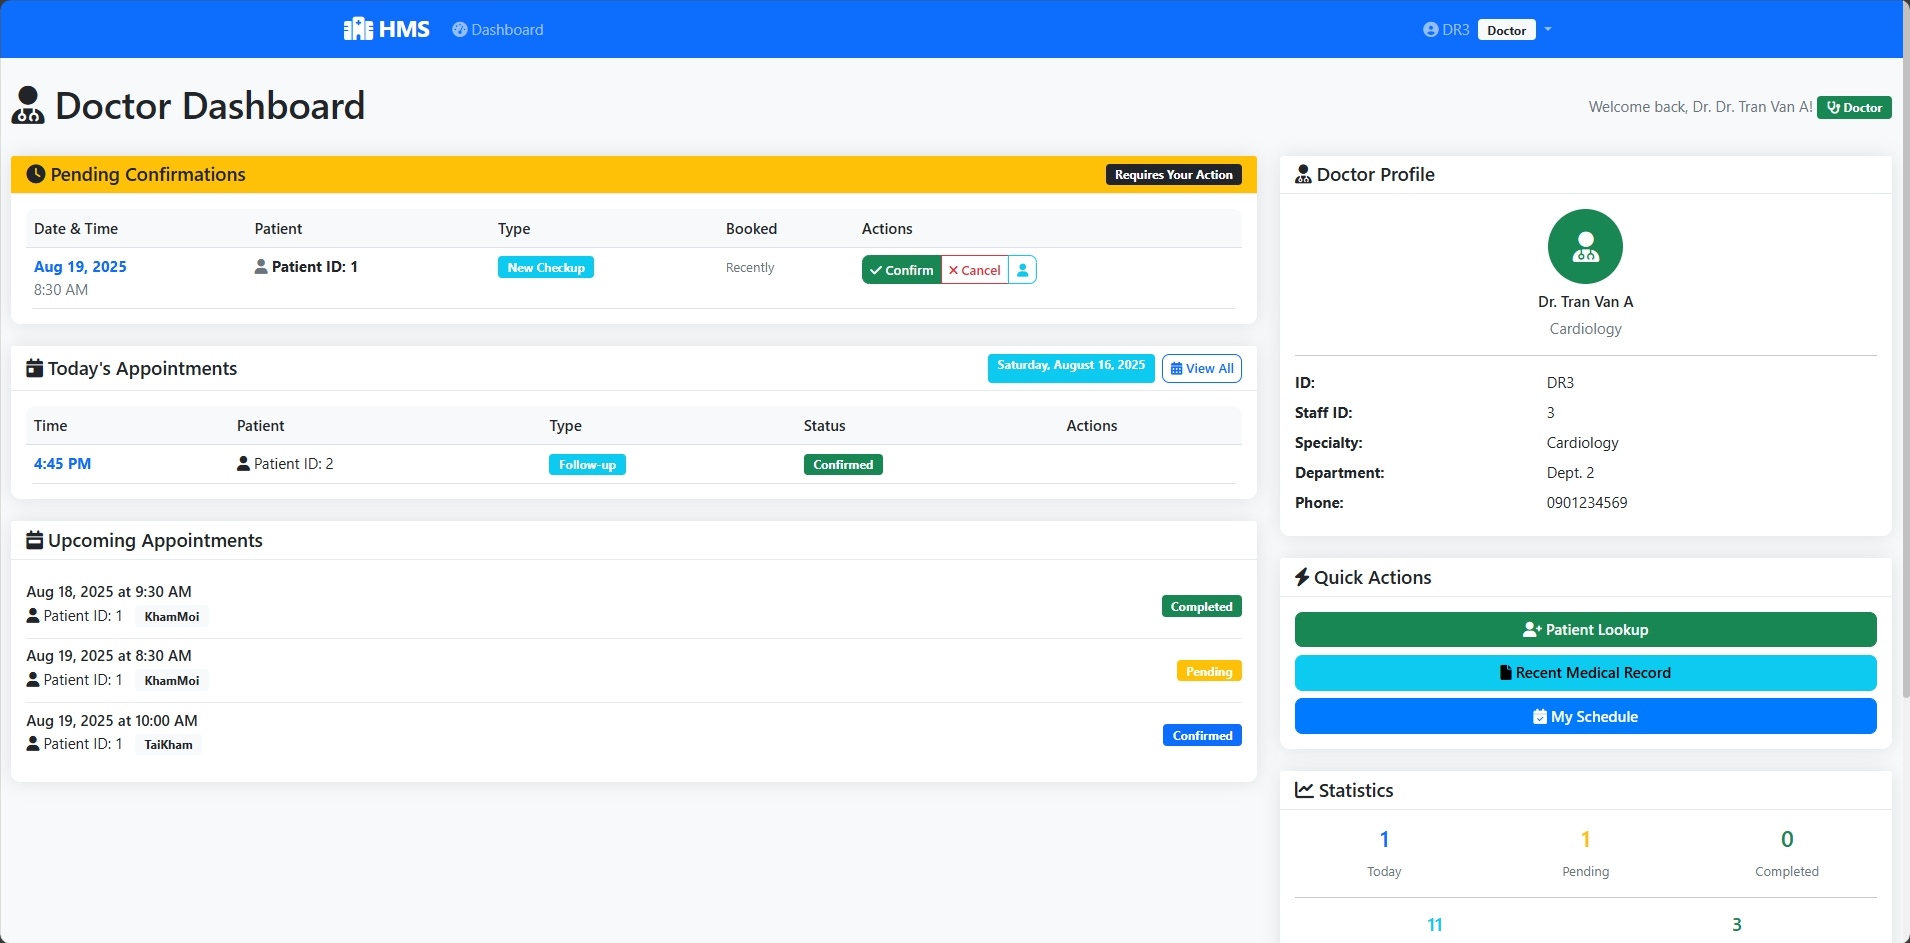 HMS Dashboard DR3 Doctor
Doctor Dashboard
Welcome back, Dr. Dr. Tran Van A! Doctor
Pending Confirmations Requires Your Action
Date & Time Patient Type Booked Actions
Aug 19, 2025 Patient ID: 1 New Checkup Recently Confirm Cancel
8:30 AM
Today's Appointments Saturday, August 16, 2025 View All
Time Patient Type Status Actions
4:45 PM Patient ID: 2 Follow-up Confirmed
Upcoming Appointments
Aug 18, 2025 at 9:30 AM
Patient ID: 1 KhamMoi Completed
Aug 19, 2025 at 8:30 AM
Patient ID: 1 KhamMoi Pending
Aug 19, 2025 at 10:00 AM
Patient ID: 1 TaiKham Confirmed
Doctor Profile
Dr. Tran Van A
Cardiology
ID: DR3
Staff ID: 3
Specialty: Cardiology
Department: Dept. 2
Phone: 0901234569
Quick Actions
Patient Lookup
Recent Medical Record
My Schedule
Statistics
1 1 0
Today Pending Completed
11 3